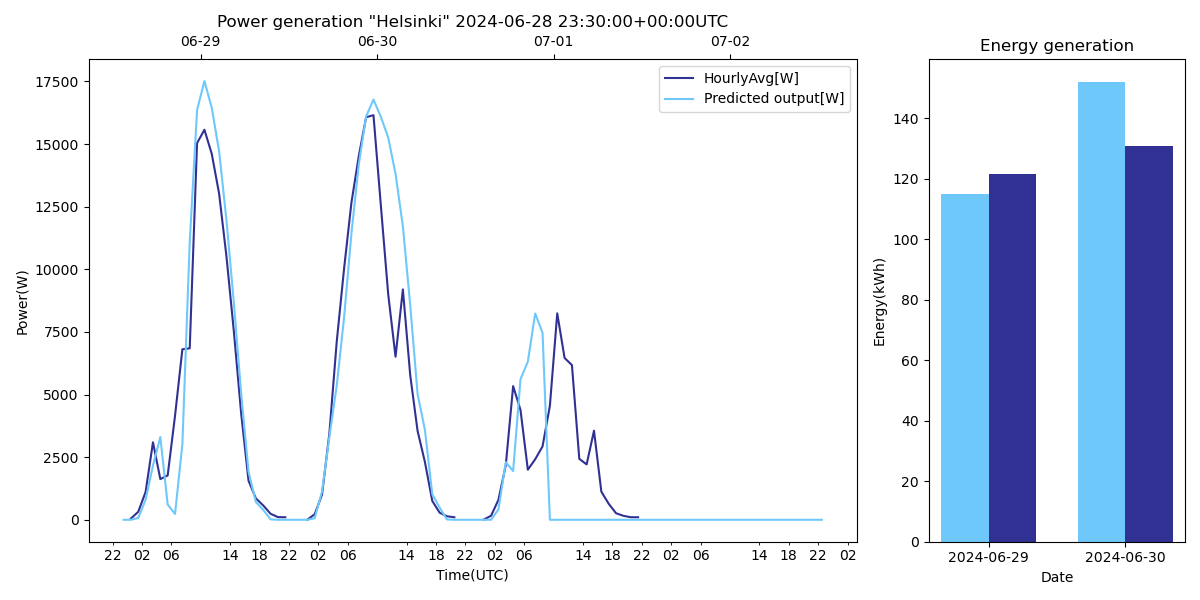 Power generation "Helsinki" 2024-06-28 23:30:00+00:00UTC
06-29 06-30 07-01 07-02
HourlyAvg[W]
Predicted output[W]
17500
15000
12500
10000
7500
5000
2500
0
Power(W)
22 02 06 14 18 22 02 06 14 18 22 02 06 14 18 22 02 06 14 18 22 02
Time(UTC)
Energy generation
140
120
100
80
60
40
20
0
Energy(kWh)
2024-06-29 2024-06-30
Date